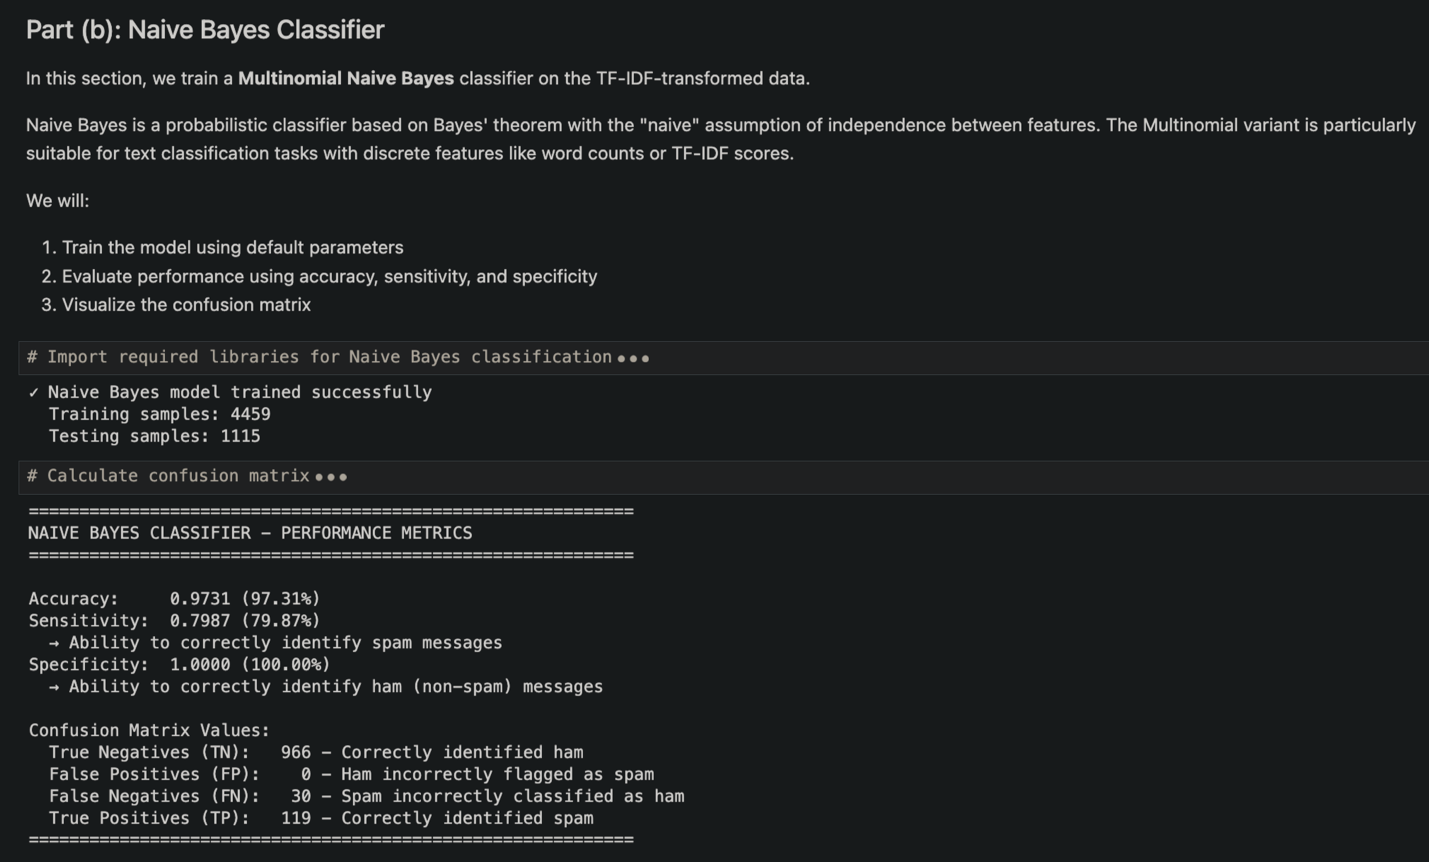 Part (b): Naive Bayes Classifier
In this section, we train a Multinomial Naive Bayes classifier on the TF-IDF-transformed data.
Naive Bayes is a probabilistic classifier based on Bayes' theorem with the "naive" assumption of independence between features. The Multinomial variant is particularly
suitable for text classification tasks with discrete features like word counts or TF-IDF scores.
We will:
1. Train the model using default parameters
2. Evaluate performance using accuracy, sensitivity, and specificity
3. Visualize the confusion matrix
# Import required libraries for Naive Bayes classification •••
✓ Naive Bayes model trained successfully
Training samples: 4459
Testing samples: 1115
# Calculate confusion matrix •••
============================================================
NAIVE BAYES CLASSIFIER – PERFORMANCE METRICS
============================================================
Accuracy: 0.9731 (97.31%)
Sensitivity: 0.7987 (79.87%)
→ Ability to correctly identify spam messages
Specificity: 1.0000 (100.00%)
→ Ability to correctly identify ham (non-spam) messages
Confusion Matrix Values:
True Negatives (TN): 966 – Correctly identified ham
False Positives (FP): 0 – Ham incorrectly flagged as spam
False Negatives (FN): 30 – Spam incorrectly classified as ham
True Positives (TP): 119 – Correctly identified spam
============================================================